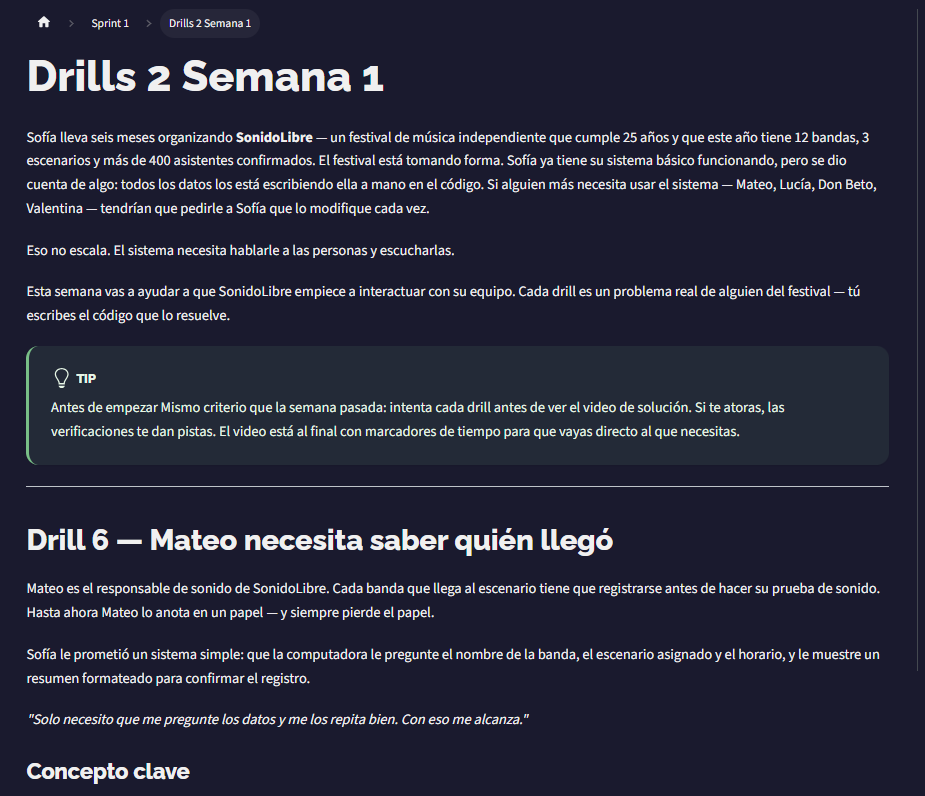 Sprint 1
Drills 2 Semana 1
Drills 2 Semana 1
Sofía lleva seis meses organizando SonidoLibre — un festival de música independiente que cumple 25 años y que este año tiene 12 bandas, 3
escenarios y más de 400 asistentes confirmados. El festival está tomando forma. Sofía ya tiene su sistema básico funcionando, pero se dio
cuenta de algo: todos los datos los está escribiendo ella a mano en el código. Si alguien más necesita usar el sistema — Mateo, Lucía, Don Beto,
Valentina — tendrían que pedirle a Sofía que lo modifique cada vez.
Eso no escala. El sistema necesita hablarle a las personas y escucharlas.
Esta semana vas a ayudar a que SonidoLibre empiece a interactuar con su equipo. Cada drill es un problema real de alguien del festival — tú
escribes el código que lo resuelve.
TIP
Antes de empezar Mismo criterio que la semana pasada: intenta cada drill antes de ver el video de solución. Si te atoras, las
verificaciones te dan pistas. El video está al final con marcadores de tiempo para que vayas directo al que necesitas.
Drill 6 — Mateo necesita saber quién llegó
Mateo es el responsable de sonido de SonidoLibre. Cada banda que llega al escenario tiene que registrarse antes de hacer su prueba de sonido.
Hasta ahora Mateo lo anota en un papel — y siempre pierde el papel.
Sofía le prometió un sistema simple: que la computadora le pregunte el nombre de la banda, el escenario asignado y el horario, y le muestre un
resumen formateado para confirmar el registro.
"Solo necesito que me pregunte los datos y me los repita bien. Con eso me alcanza."
Concepto clave